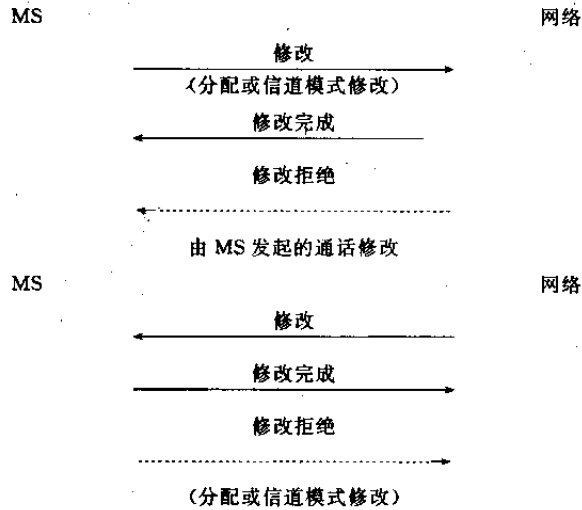 MS 网络
修改
(分配或信道模式修改)
修改完成
修改拒绝
由 MS 发起的通话修改
MS 网络
修改
修改完成
修改拒绝
(分配或信道模式修改)